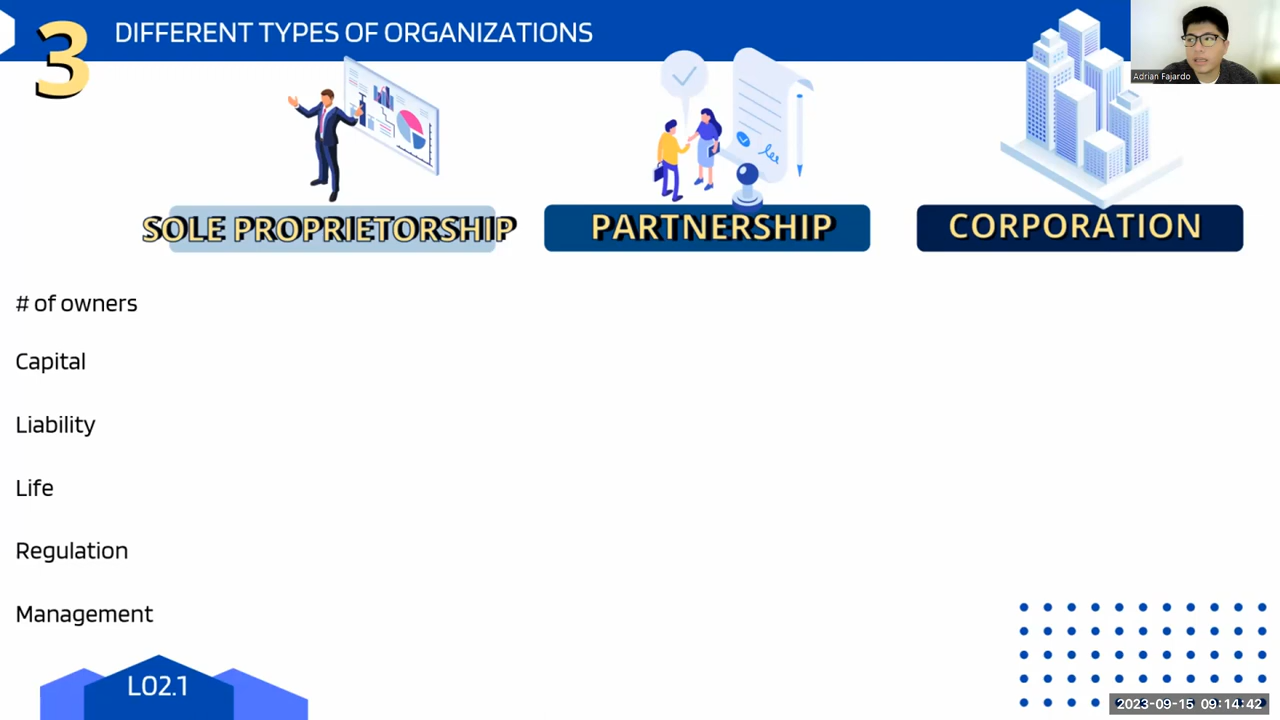 3
DIFFERENT TYPES OF ORGANIZATIONS
Adrian Fajardo
SOLE PROPRIETORSHIP
PARTNERSHIP
CORPORATION
# of owners
Capital
Liability
Life
Regulation
Management
LO2.1
2023-09-15 09:14:42